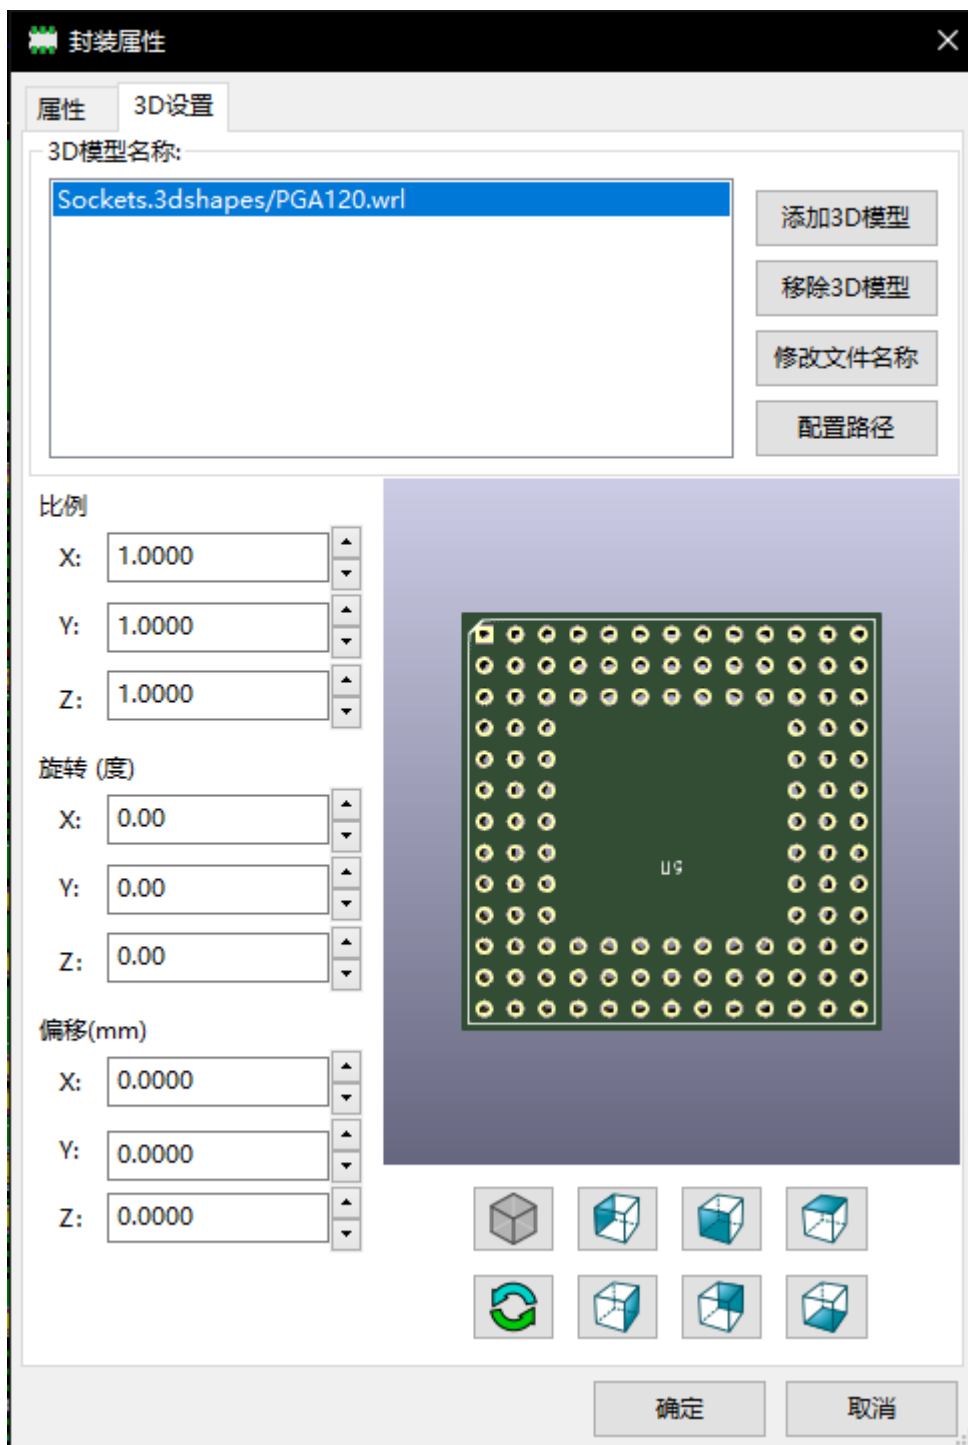 封装属性
属性
3D设置
3D模型名称:
Sockets.3dshapes/PGA120.wrl
添加3D模型
移除3D模型
修改文件名称
配置路径
比例
X: 1.0000
Y: 1.0000
Z: 1.0000
旋转 (度)
X: 0.00
Y: 0.00
Z: 0.00
偏移(mm)
X: 0.0000
Y: 0.0000
Z: 0.0000
确定
取消